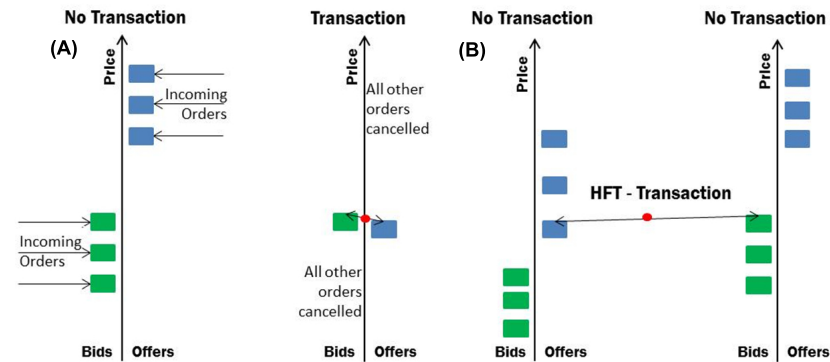 No Transaction
(A)
Price
Incoming
Orders
Incoming
Orders
Bids Offers
Transaction
Price
All other
orders
cancelled
All other
orders
cancelled
Bids Offers
No Transaction
(B)
Price
Bids Offers
HFT - Transaction
No Transaction
Price
Bids Offers